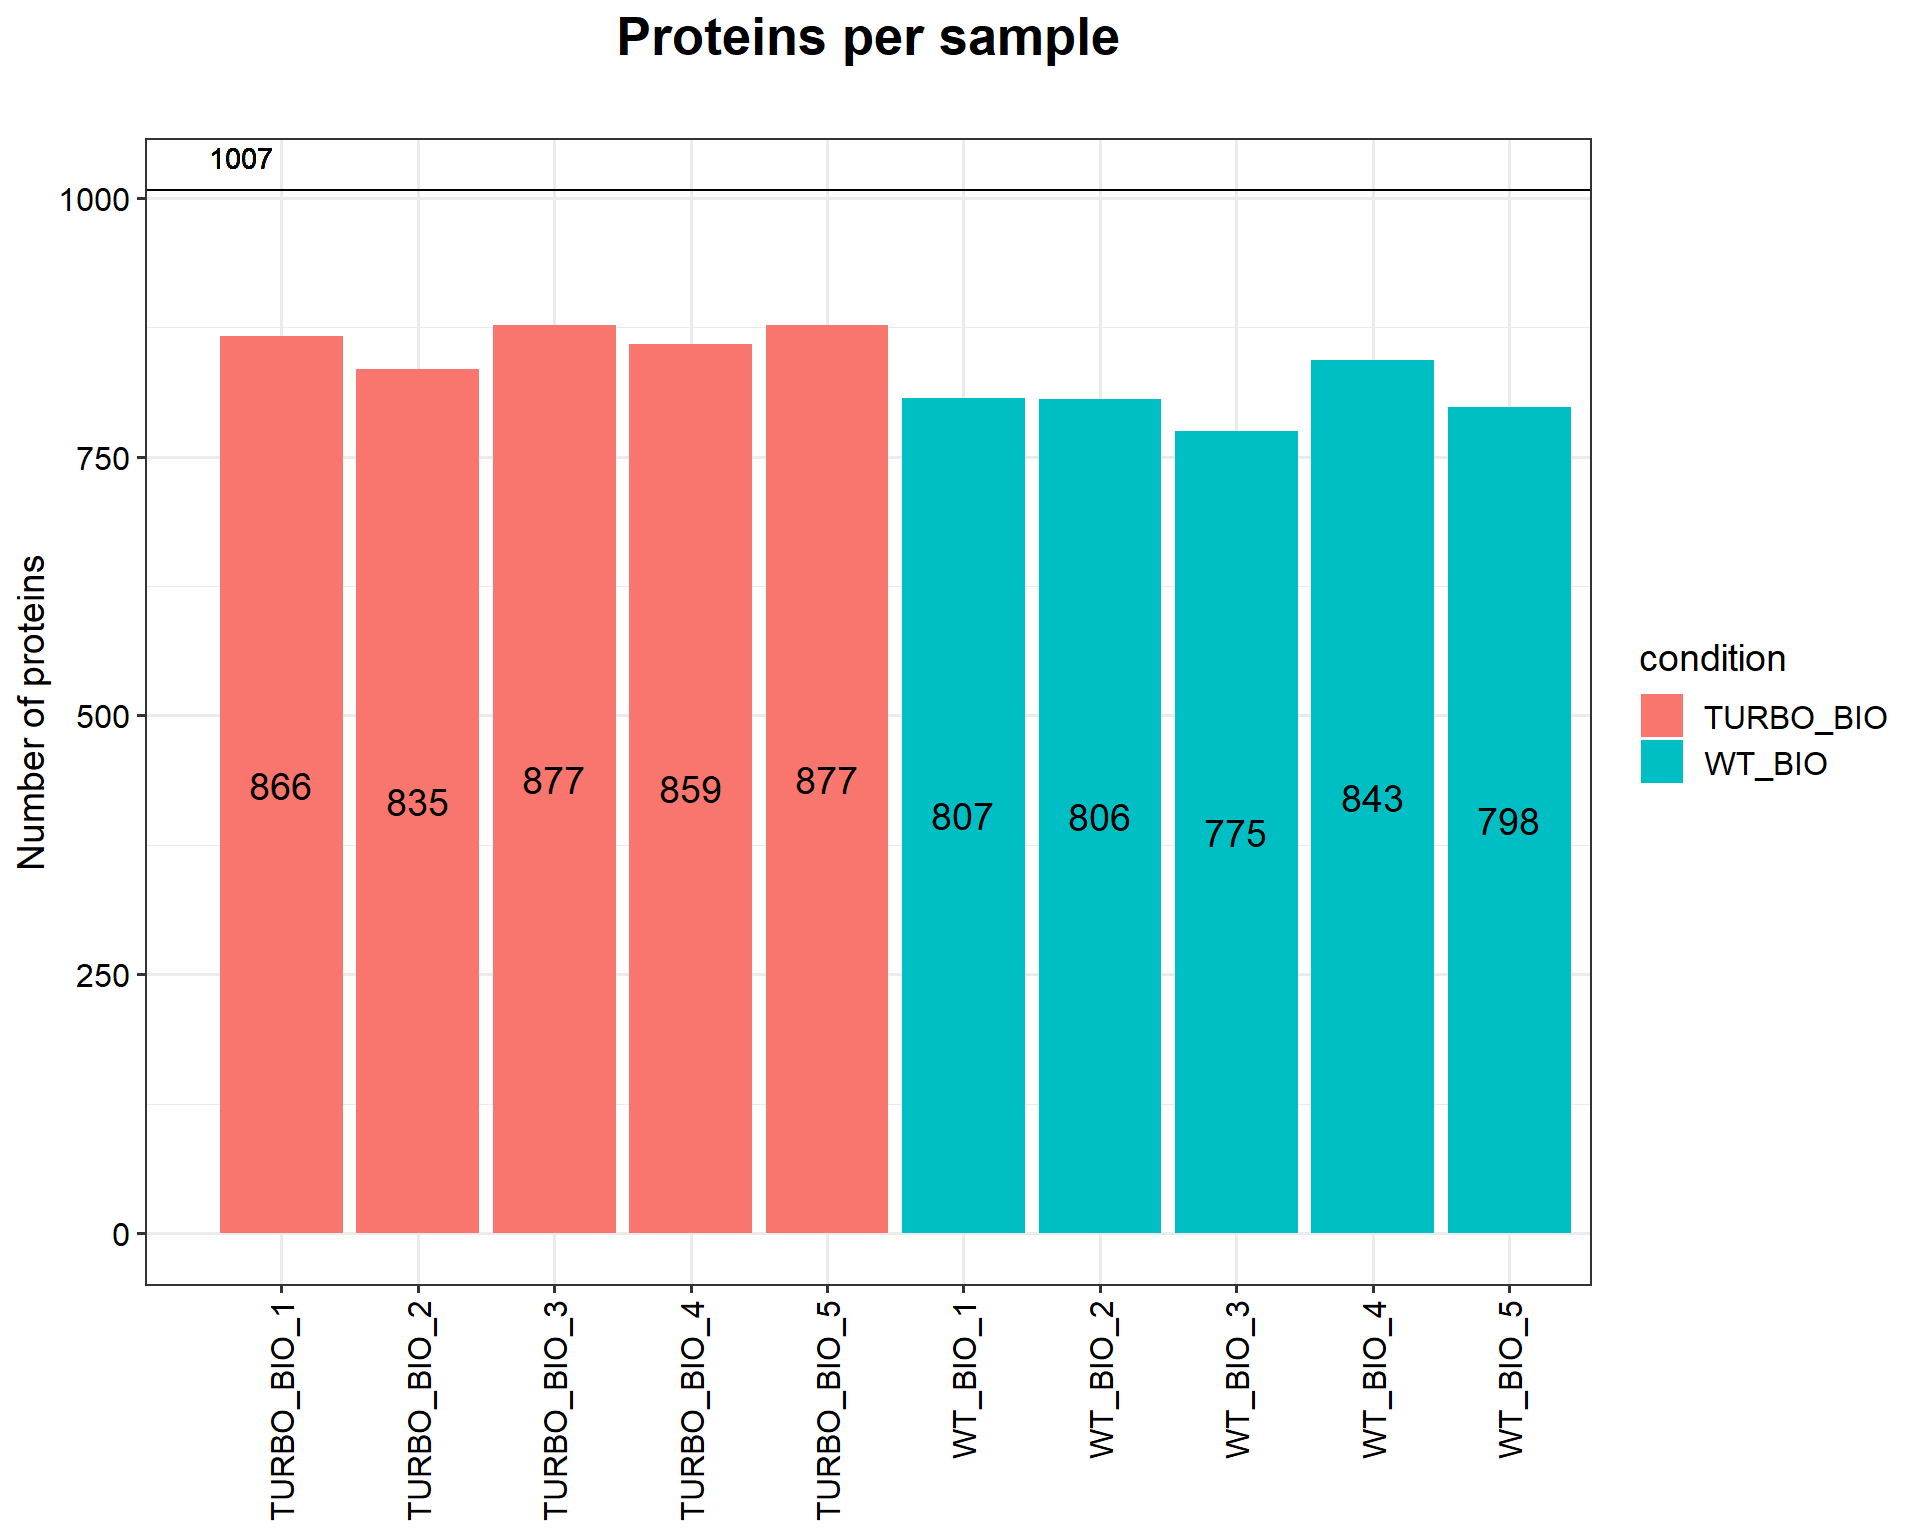 Proteins per sample
1007
1000
750
500
250
0
Number of proteins
866
835
877
859
877
807
806
775
843
798
TURBO_BIO_1
TURBO_BIO_2
TURBO_BIO_3
TURBO_BIO_4
TURBO_BIO_5
WT_BIO_1
WT_BIO_2
WT_BIO_3
WT_BIO_4
WT_BIO_5
condition
TURBO_BIO
WT_BIO